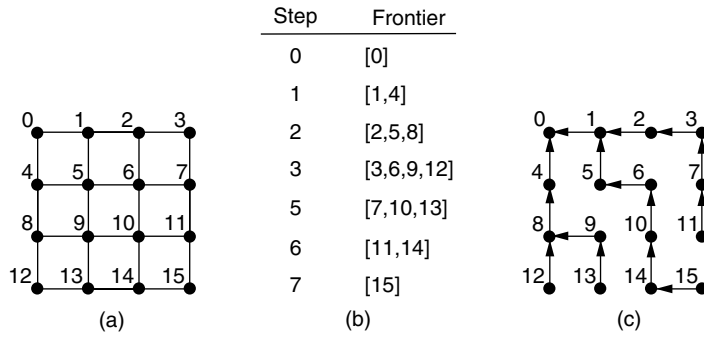 Step Frontier
0 [0]
1 [1,4]
2 [2,5,8]
3 [3,6,9,12]
5 [7,10,13]
6 [11,14]
7 [15]
0 1 2 3
4 5 6 7
8 9 10 11
12 13 14 15
(a)
(b)
0 1 2 3
4 5 6 7
8 9 10 11
12 13 14 15
(c)